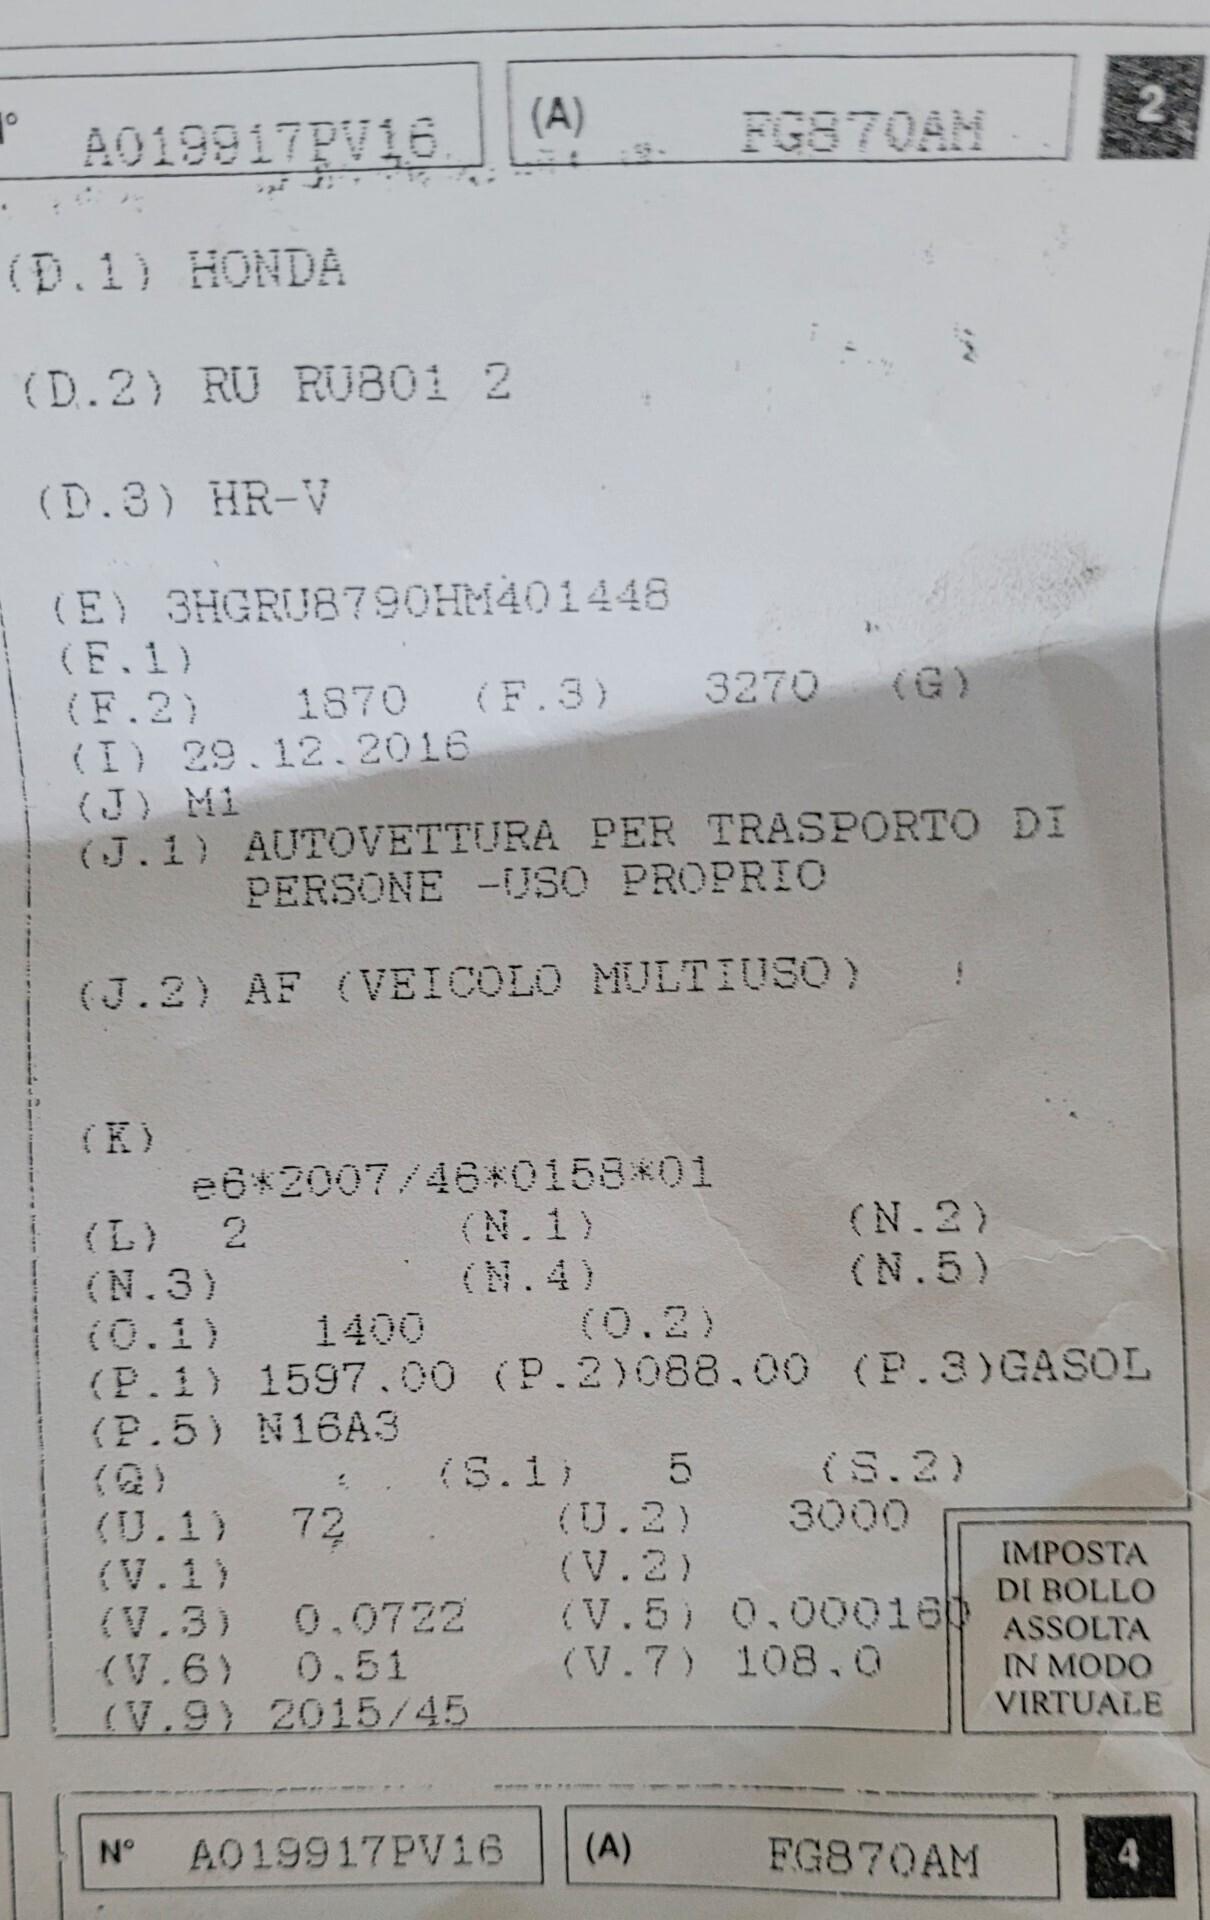 N° A019917PV16 (A) FG870AM 2
(D.1) HONDA
(D.2) RU RU801 2
(D.3) HR-V
(E) 3HGRU8790HM401448
(F.1)
(F.2) 1870 (F.3) 3270 (G)
(I) 29.12.2016
(J) M1
(J.1) AUTOVETTURA PER TRASPORTO DI
PERSONE -USO PROPRIO
(J.2) AF (VEICOLO MULTIUSO)
(K)
e6*2007/46*0158*01
(L) 2 (N.1) (N.2)
(N.3) (N.4) (N.5)
(O.1) 1400 (O.2)
(P.1) 1597.00 (P.2)088.00 (P.3)GASOL
(P.5) N16A3
(Q) (S.1) 5 (S.2)
(U.1) 72 (U.2) 3000
(V.1) (V.2)
(V.3) 0.0722 (V.5) 0.000160
(V.6) 0.51 (V.7) 108.0
(V.9) 2015/45
IMPOSTA
DI BOLLO
ASSOLTA
IN MODO
VIRTUALE
N° A019917PV16 (A) FG870AM 4